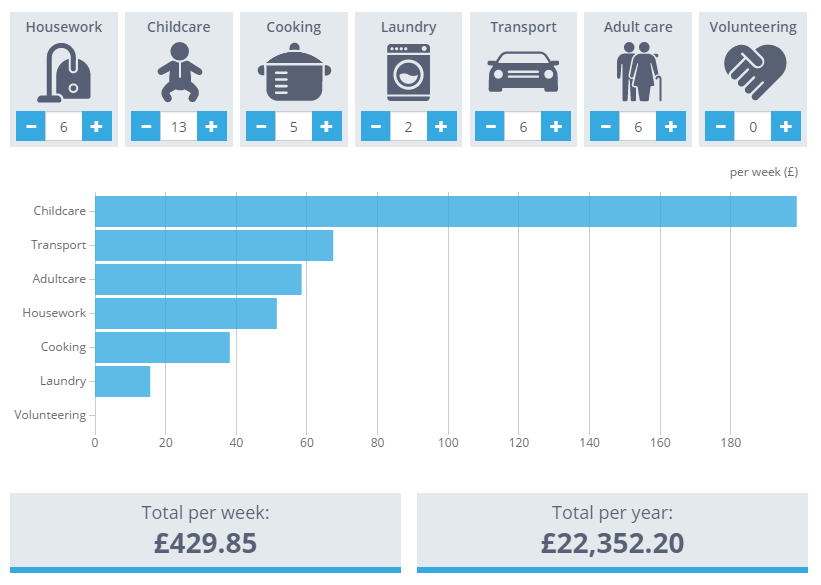 Housework Childcare Cooking Laundry Transport Adult care Volunteering
− 6 + − 13 + − 5 + − 2 + − 6 + − 6 + − 0 +
per week (£)
Childcare
Transport
Adultcare
Housework
Cooking
Laundry
Volunteering
0 20 40 60 80 100 120 140 160 180
Total per week: Total per year:
£429.85 £22,352.20